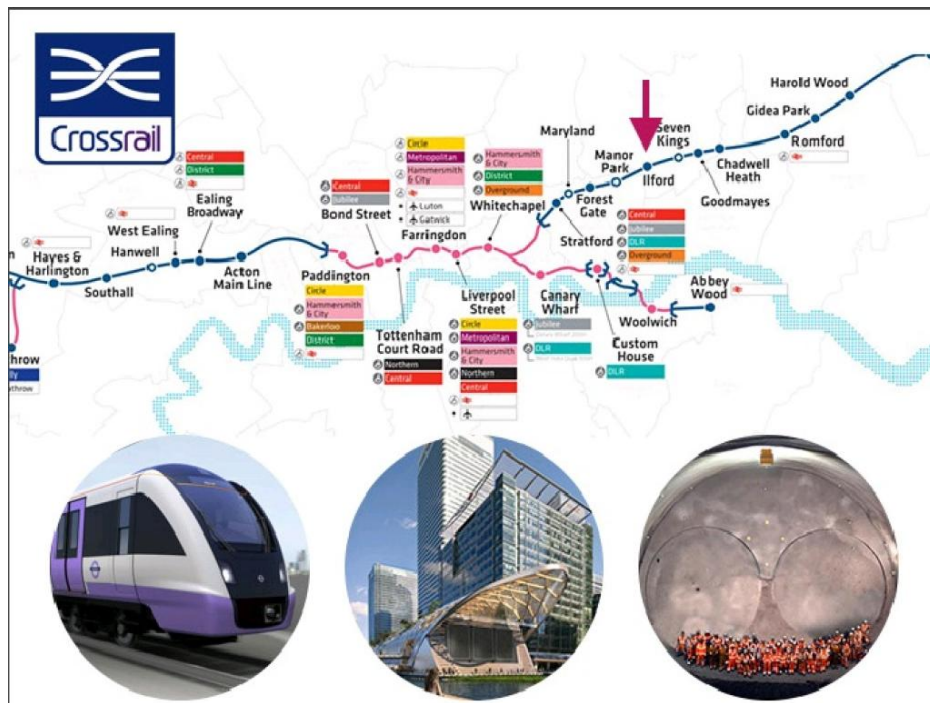 Crossrail
Harold Wood
Gidea Park
Romford
Seven
Kings
Maryland
Manor
Park
Ilford
Chadwell
Heath
Goodmayes
Forest
Gate
Stratford
Central
Jubilee
DLR
Overground
Circle
Metropolitan
Hammersmith
& City
Luton
Gatwick
Farringdon
Hammersmith
& City
District
Overground
Whitechapel
Central
Jubilee
Bond Street
Central
District
Ealing
Broadway
West Ealing
Hanwell
Hayes &
Harlington
Southall
Acton
Main Line
Paddington
Circle
Hammersmith
& City
Bakerloo
District
Tottenham
Court Road
Northern
Central
Liverpool
Street
Circle
Metropolitan
Hammersmith
& City
Northern
Central
Canary
Wharf
Jubilee
DLR
Custom
House
DLR
Woolwich
Abbey
Wood